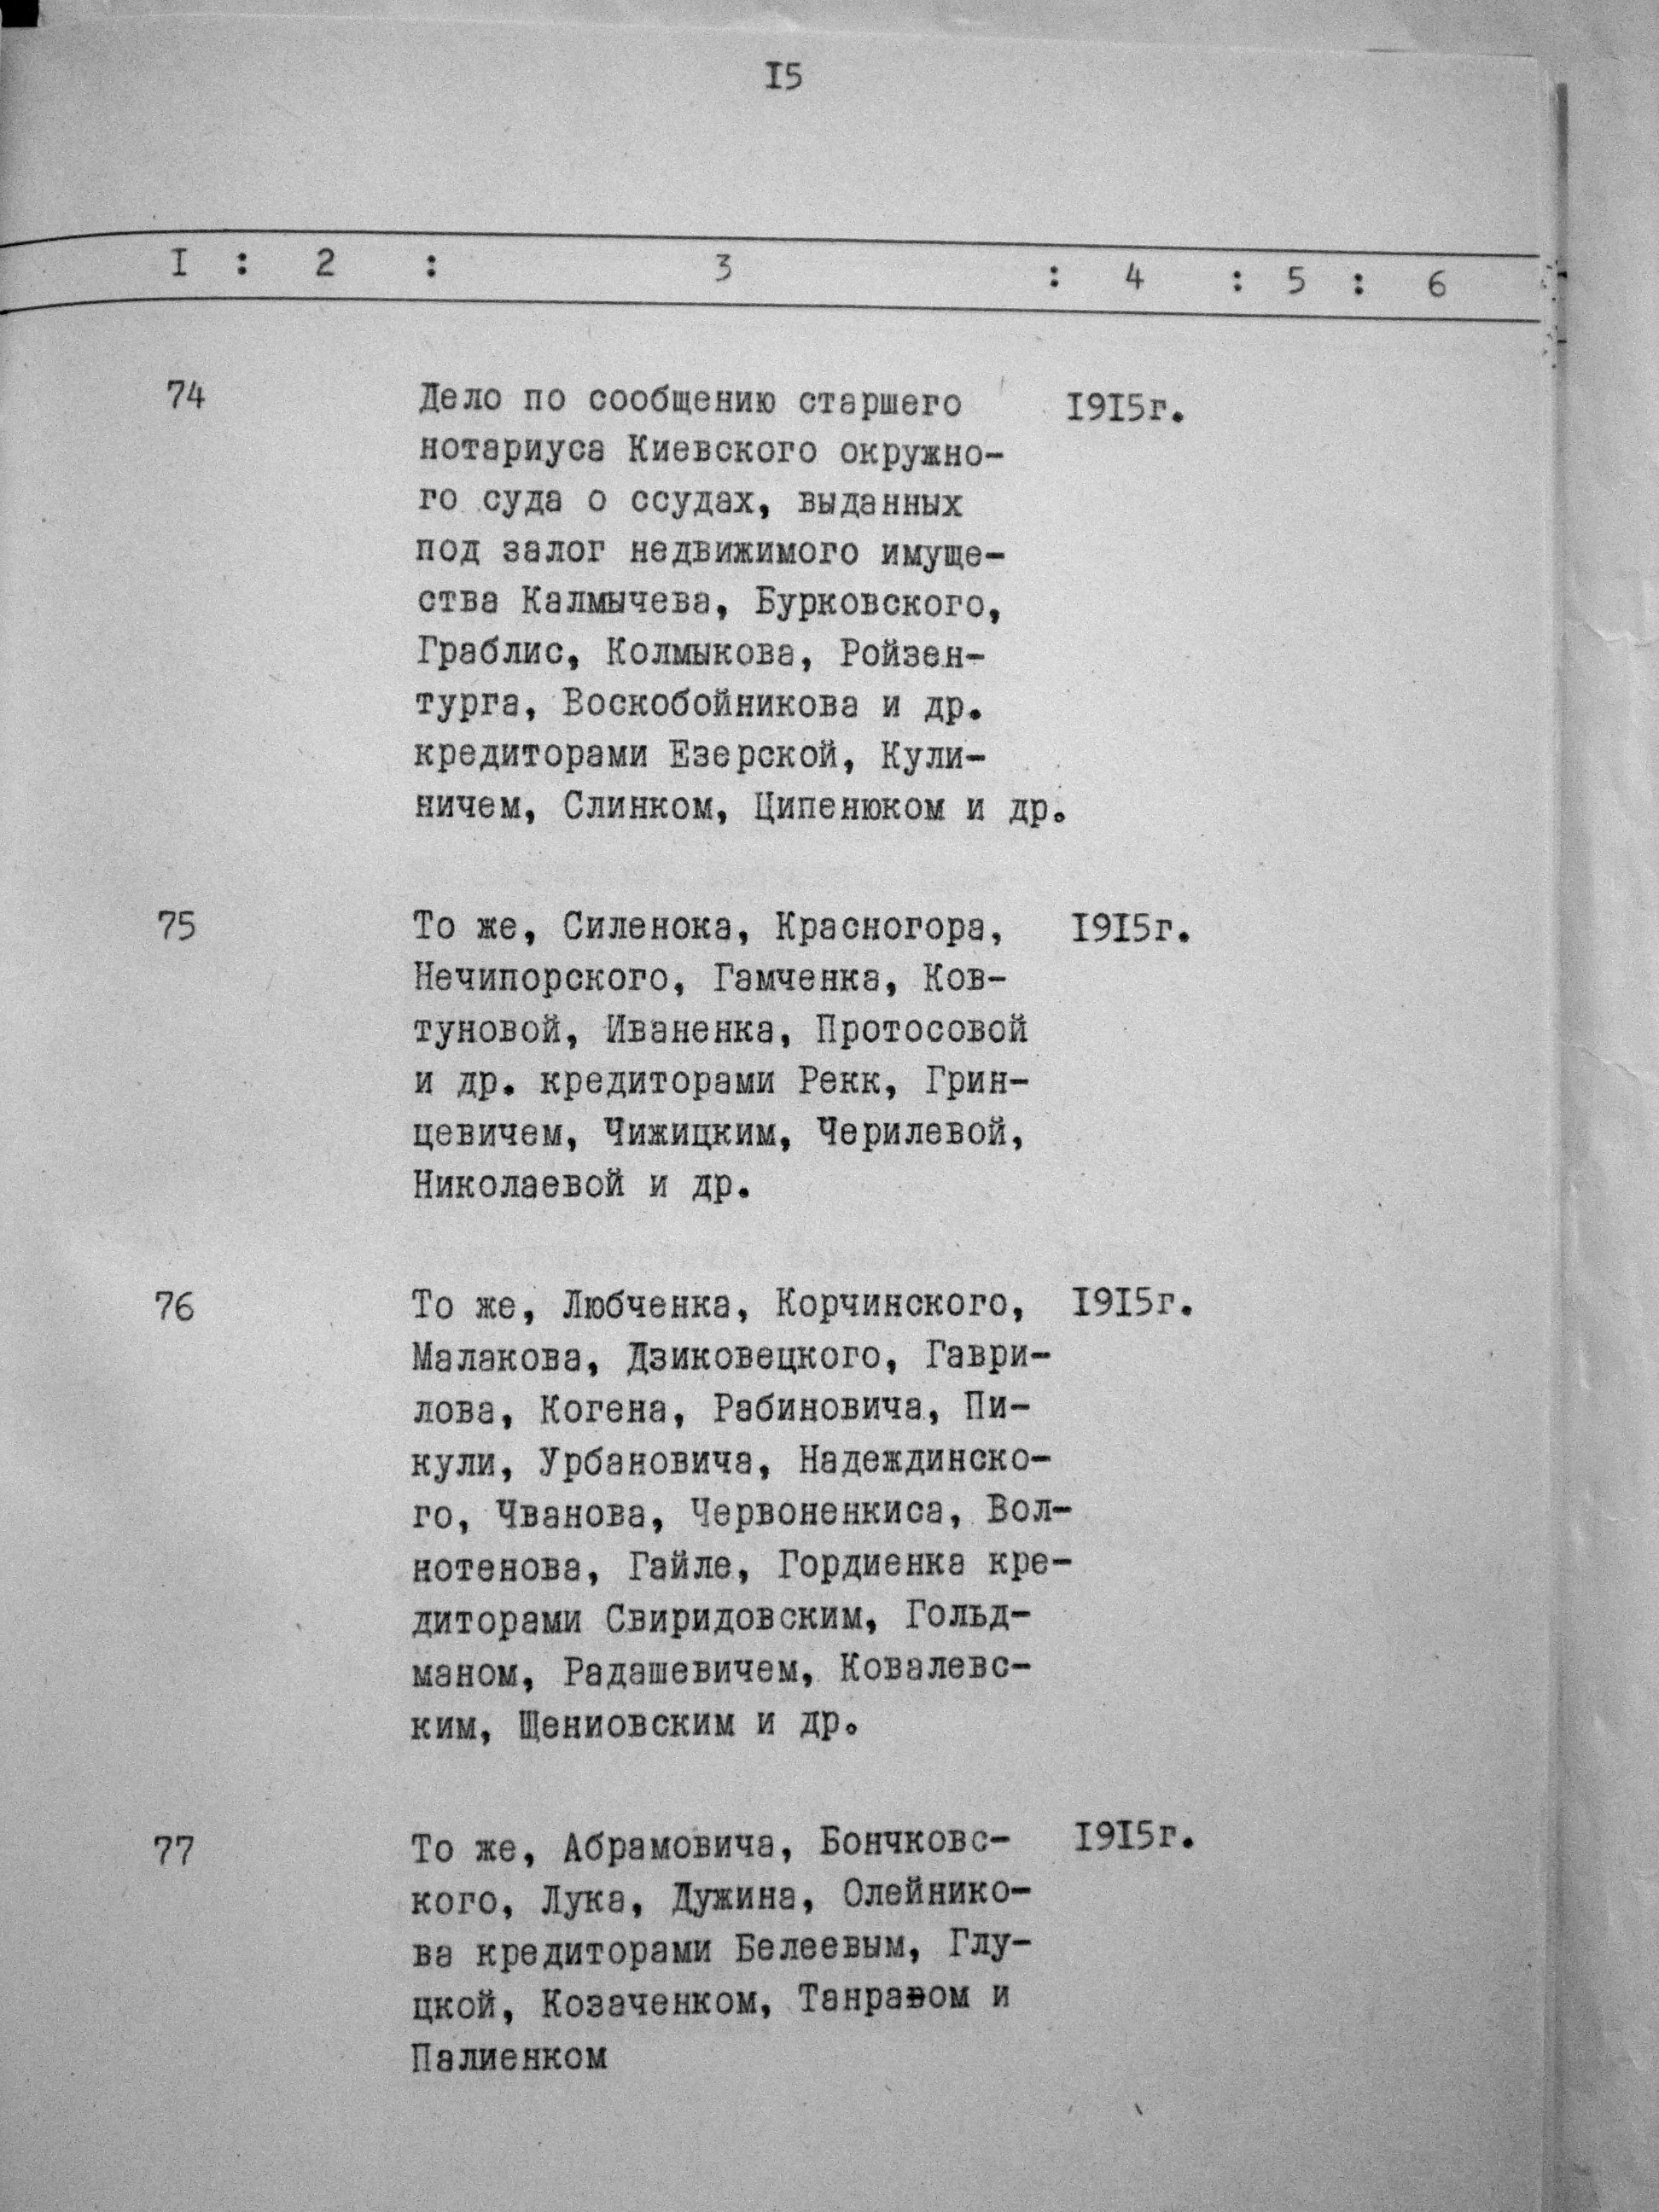 I5
I : 2 : 3 : 4 : 5 : 6
74 Дело по сообщению старшего I9I5г.
нотариуса Киевского окружно-
го суда о ссудах, выданных
под залог недвижимого имуще-
ства Калмычева, Бурковского,
Граблис, Колмыкова, Ройзен-
турга, Воскобойникова и др.
кредиторами Езерской, Кули-
ничем, Слинком, Ципенюком и др.
75 То же, Силенока, Красногора, I9I5г.
Нечипорского, Гамченка, Ков-
туновой, Иваненка, Протосовой
и др. кредиторами Рекк, Грин-
цевичем, Чижицким, Черилевой,
Николаевой и др.
76 То же, Любченка, Корчинского, I9I5г.
Малакова, Дзиковецкого, Гаври-
лова, Когена, Рабиновича, Пи-
кули, Урбановича, Надеждинско-
го, Чванова, Червоненкиса, Вол-
нотенова, Гайле, Гордиенка кре-
диторами Свиридовским, Гольд-
маном, Радашевичем, Ковалевс-
ким, Щениовским и др.
77 То же, Абрамовича, Бончковс- I9I5г.
кого, Лука, Дужина, Олейнико-
ва кредиторами Белеевым, Глу-
цкой, Козаченком, Танравом и
Палиенком